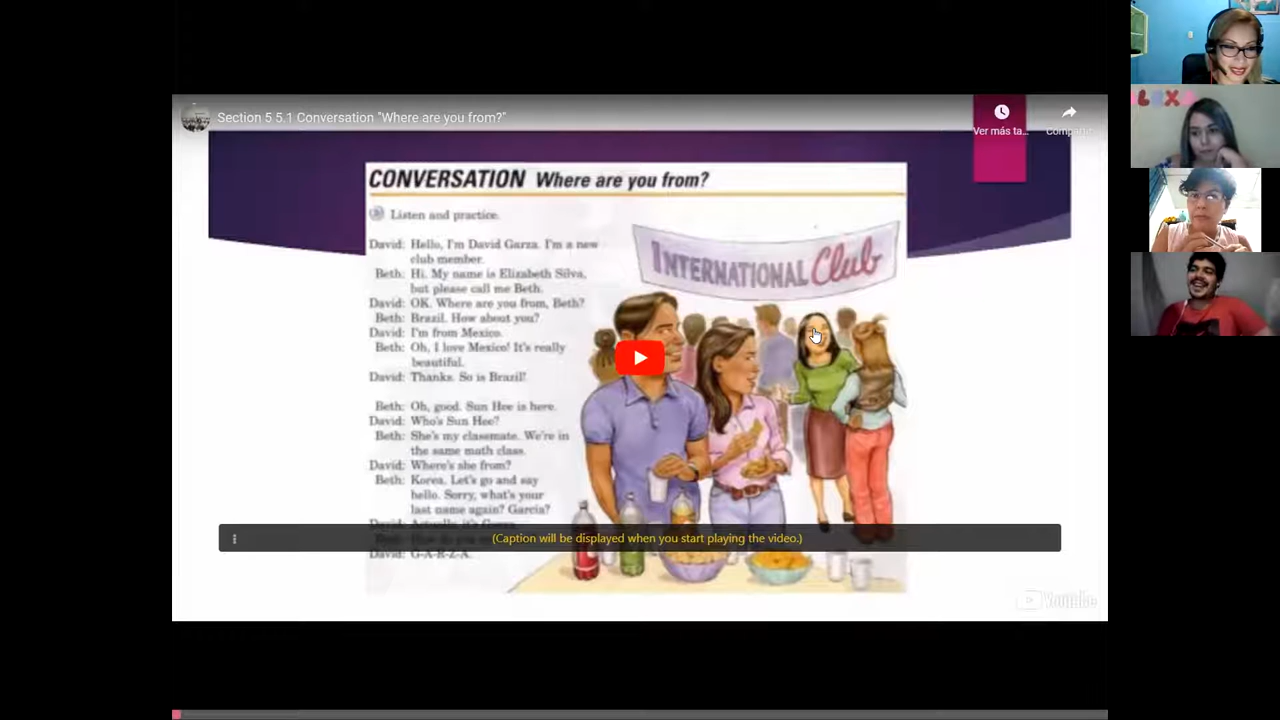 Section 5 5.1 Conversation "Where are you from?"
Ver más ta...
CONVERSATION Where are you from?
Listen and practice.
David: Hello, I'm David Garza. I'm a new
club member.
Beth: Hi. My name is Elizabeth Silva,
but please call me Beth.
David: OK. Where are you from, Beth?
Beth: Brazil. How about you?
David: I'm from Mexico.
Beth: Oh, I love Mexico! It's really
beautiful.
David: Thanks. So is Brazil!
Beth: Oh, good. Sun Hee is here.
David: Who's Sun Hee?
Beth: She's my classmate. We're in
the same math class.
David: Where's she from?
Beth: Korea. Let's go and say
hello. Sorry, what's your
last name again? Garcia?
David: Actually, it's Garza.
David: G-A-R-Z-A.
INTERNATIONAL Club
(Caption will be displayed when you start playing the video.)
YouTube